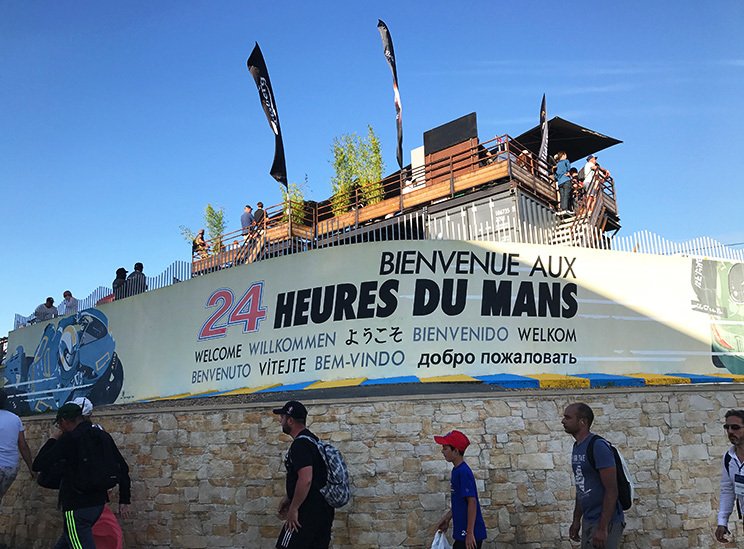 BIENVENUE AUX
24 HEURES DU MANS
WELCOME WILLKOMMEN ようこそ BIENVENIDO WELKOM
BENVENUTO VÍTEJTE BEM-VINDO добро пожаловать